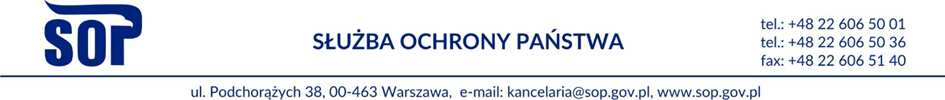 SOP
SŁUŻBA OCHRONY PAŃSTWA
tel.: +48 22 606 50 01
tel.: +48 22 606 50 36
fax: +48 22 606 51 40
ul. Podchorążych 38, 00-463 Warszawa, e-mail: kancelaria@sop.gov.pl, www.sop.gov.pl